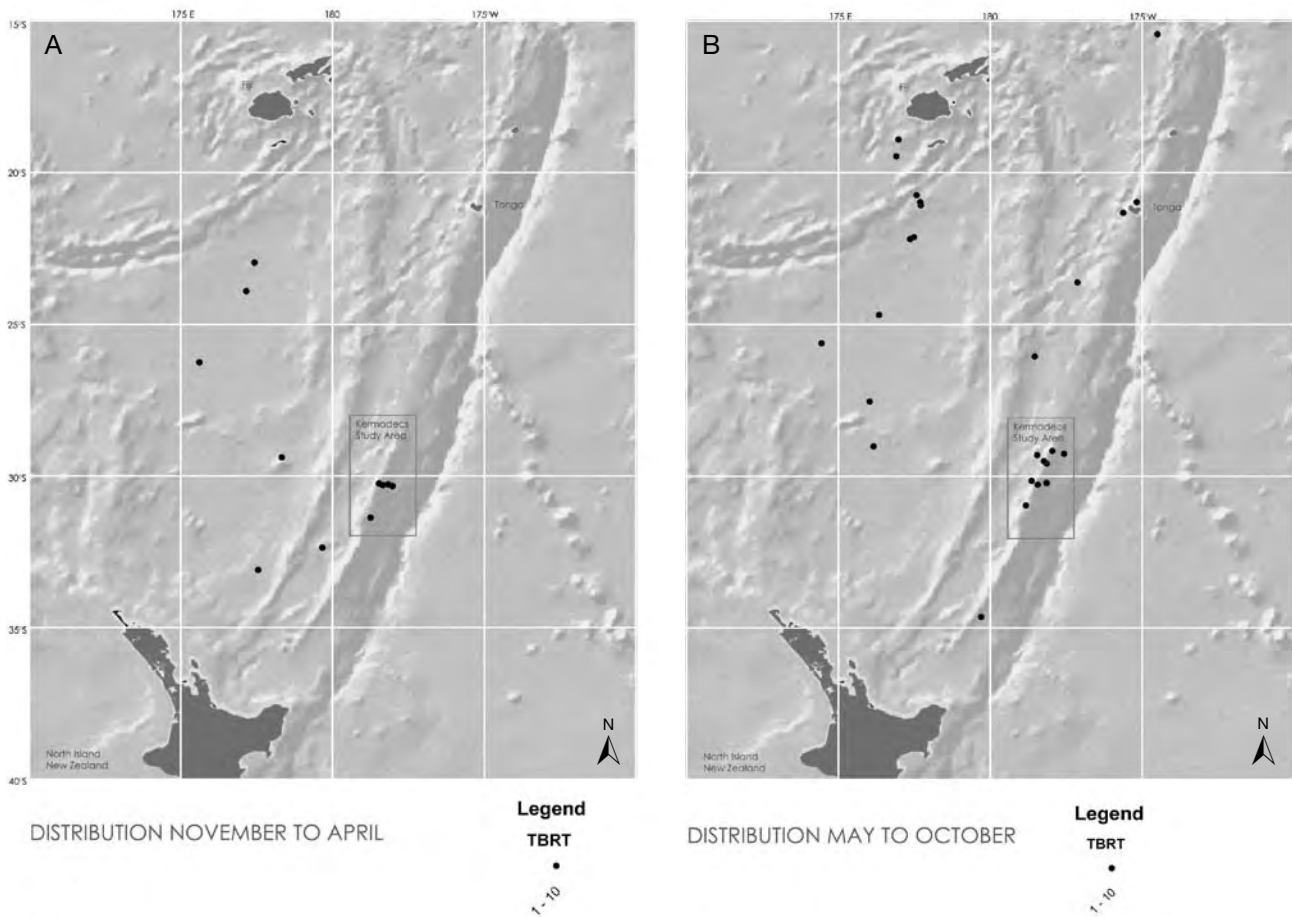 175 E 180 175°W
175 E 180 175°W
15°S
A
B
Fiji
20°S
Tonga
Tonga
25°S
Kermadecs
Study Area
Kermadecs
Study Area
30°S
35°S
N
N
North Island
New Zealand
North Island
New Zealand
40°S
DISTRIBUTION NOVEMBER TO APRIL
Legend
TBRT
1 - 10
DISTRIBUTION MAY TO OCTOBER
Legend
TBRT
1 - 10